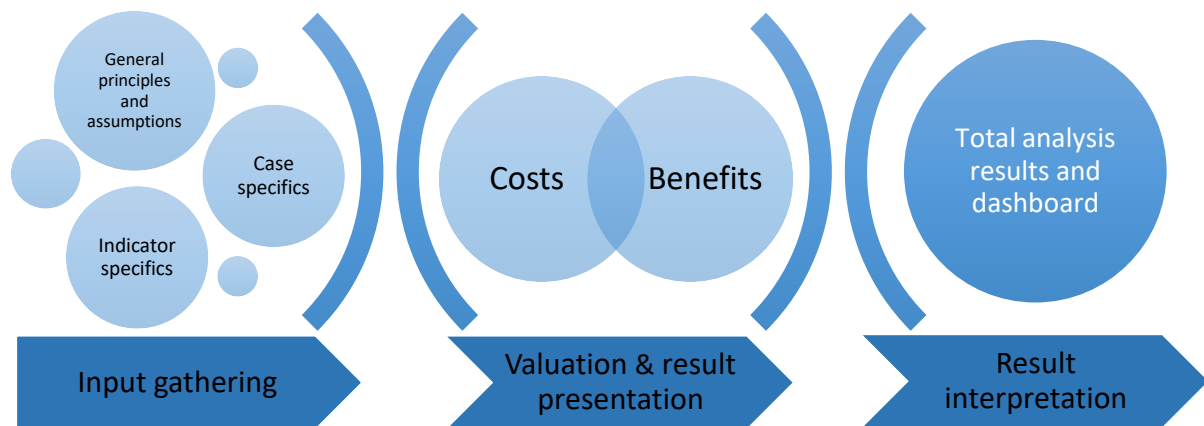 General
principles
and
assumptions
Case
specifics
Indicator
specifics
Costs
Benefits
Total analysis
results and
dashboard
Input gathering
Valuation & result
presentation
Result
interpretation